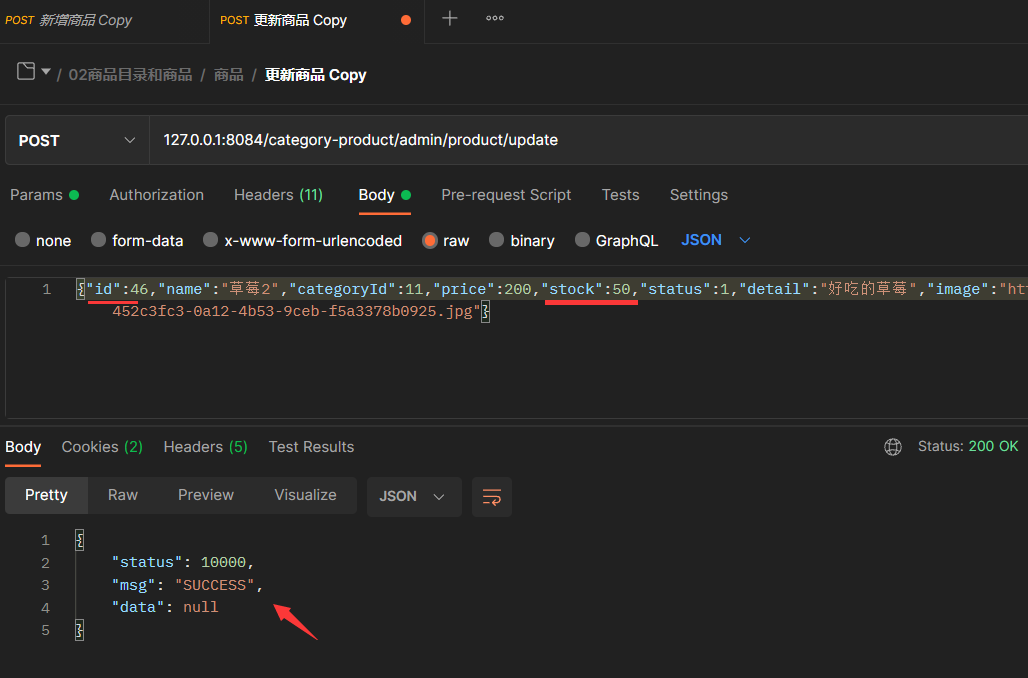 POST 新增商品 Copy POST 更新商品 Copy
/ 02商品目录和商品 / 商品 / 更新商品 Copy
POST 127.0.0.1:8084/category-product/admin/product/update
Params Authorization Headers (11) Body Pre-request Script Tests Settings
none form-data x-www-form-urlencoded raw binary GraphQL JSON
1 {"id":46,"name":"草莓2","categoryId":11,"price":200,"stock":50,"status":1,"detail":"好吃的草莓","image":"ht
452c3fc3-0a12-4b53-9ceb-f5a3378b0925.jpg"}
Body Cookies (2) Headers (5) Test Results Status: 200 OK
Pretty Raw Preview Visualize JSON
1 {
2 "status": 10000,
3 "msg": "SUCCESS",
4 "data": null
5 }